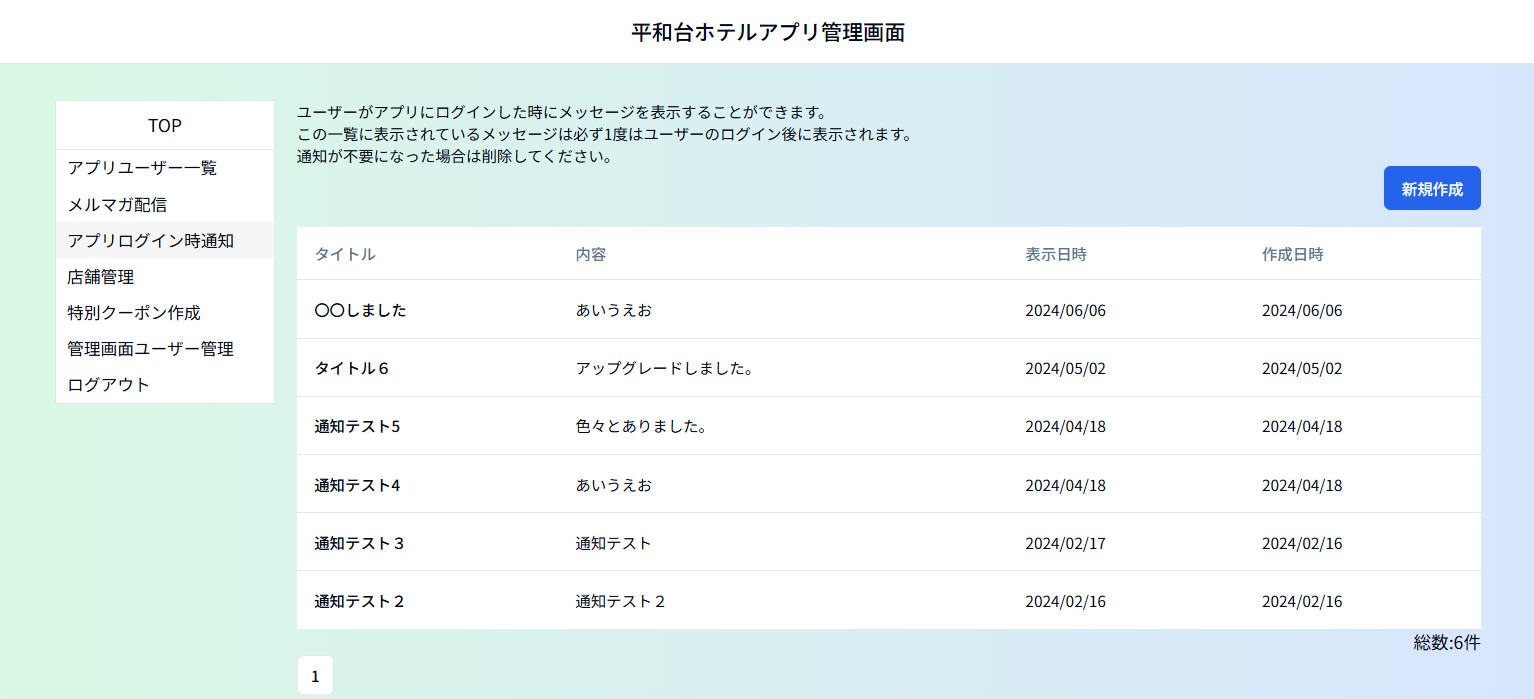 平和台ホテルアプリ管理画面
TOP
アプリユーザー一覧
メルマガ配信
アプリログイン時通知
店舗管理
特別クーポン作成
管理画面ユーザー管理
ログアウト
ユーザーがアプリにログインした時にメッセージを表示することができます。
この一覧に表示されているメッセージは必ず1度はユーザーのログイン後に表示されます。
通知が不要になった場合は削除してください。
新規作成
タイトル 内容 表示日時 作成日時
〇〇しました あいうえお 2024/06/06 2024/06/06
タイトル６ アップグレードしました。 2024/05/02 2024/05/02
通知テスト5 色々とありました。 2024/04/18 2024/04/18
通知テスト4 あいうえお 2024/04/18 2024/04/18
通知テスト３ 通知テスト 2024/02/17 2024/02/16
通知テスト２ 通知テスト２ 2024/02/16 2024/02/16
総数:6件
1